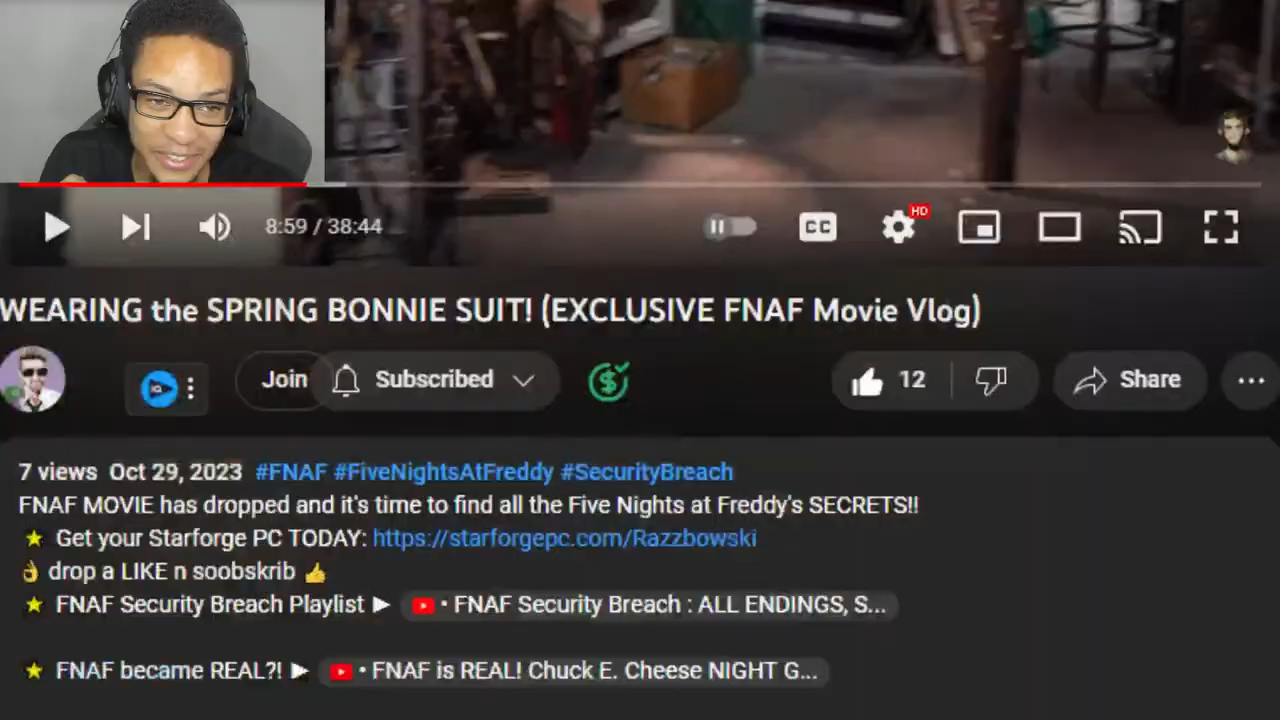 8:59 / 38:44
CC
HD
WEARING the SPRING BONNIE SUIT! (EXCLUSIVE FNAF Movie Vlog)
IQ
Join
Subscribed
12
Share
7 views Oct 29, 2023 #FNAF #FiveNightsAtFreddy #SecurityBreach
FNAF MOVIE has dropped and it's time to find all the Five Nights at Freddy's SECRETS!!
⭐ Get your Starforge PC TODAY: https://starforgepc.com/Razzbowski
👌 drop a LIKE n soobskrib 👍
⭐ FNAF Security Breach Playlist ► • FNAF Security Breach : ALL ENDINGS, S...
⭐ FNAF became REAL?! ► • FNAF is REAL! Chuck E. Cheese NIGHT G...